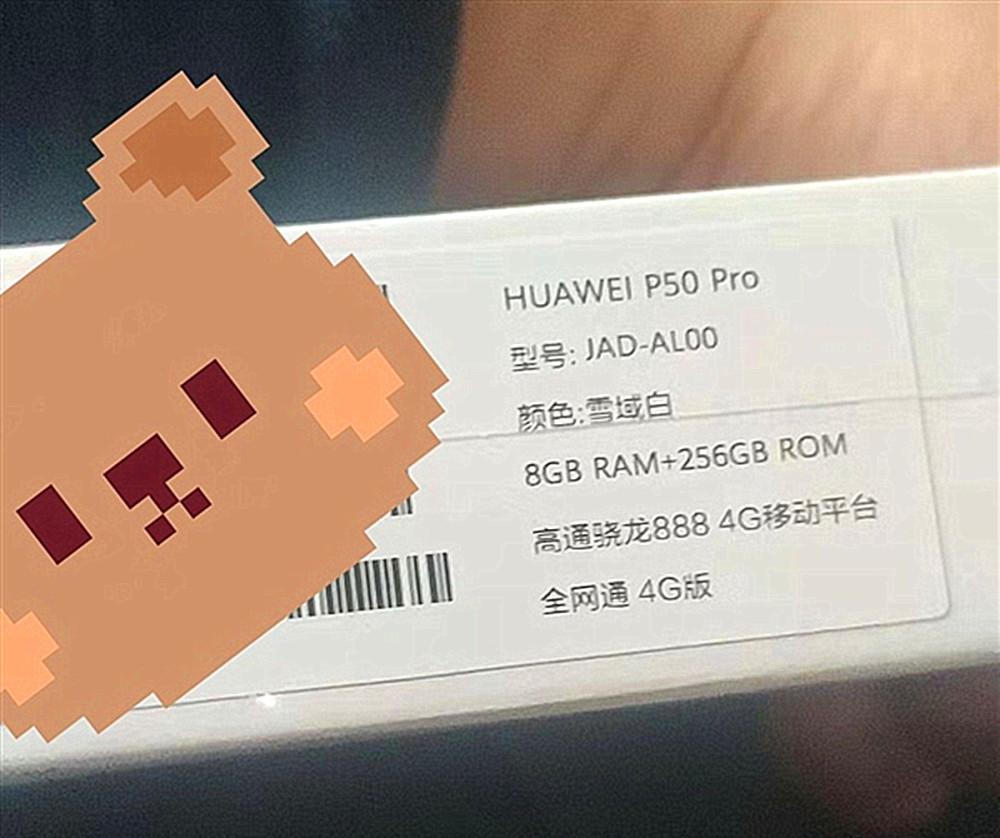 HUAWEI P50 Pro
型号: JAD-AL00
颜色:雪域白
8GB RAM+256GB ROM
高通骁龙888 4G移动平台
全网通 4G版